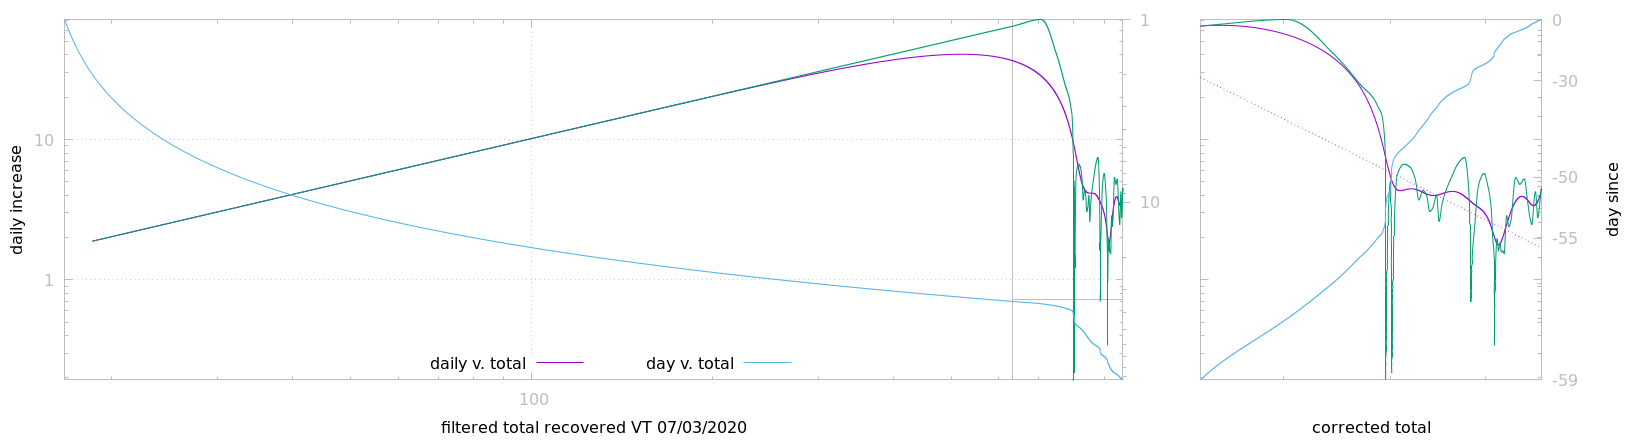 1
0
-30
10
daily increase
-50
day since
10
-55
1
daily v. total
day v. total
-59
100
filtered total recovered VT 07/03/2020
corrected total